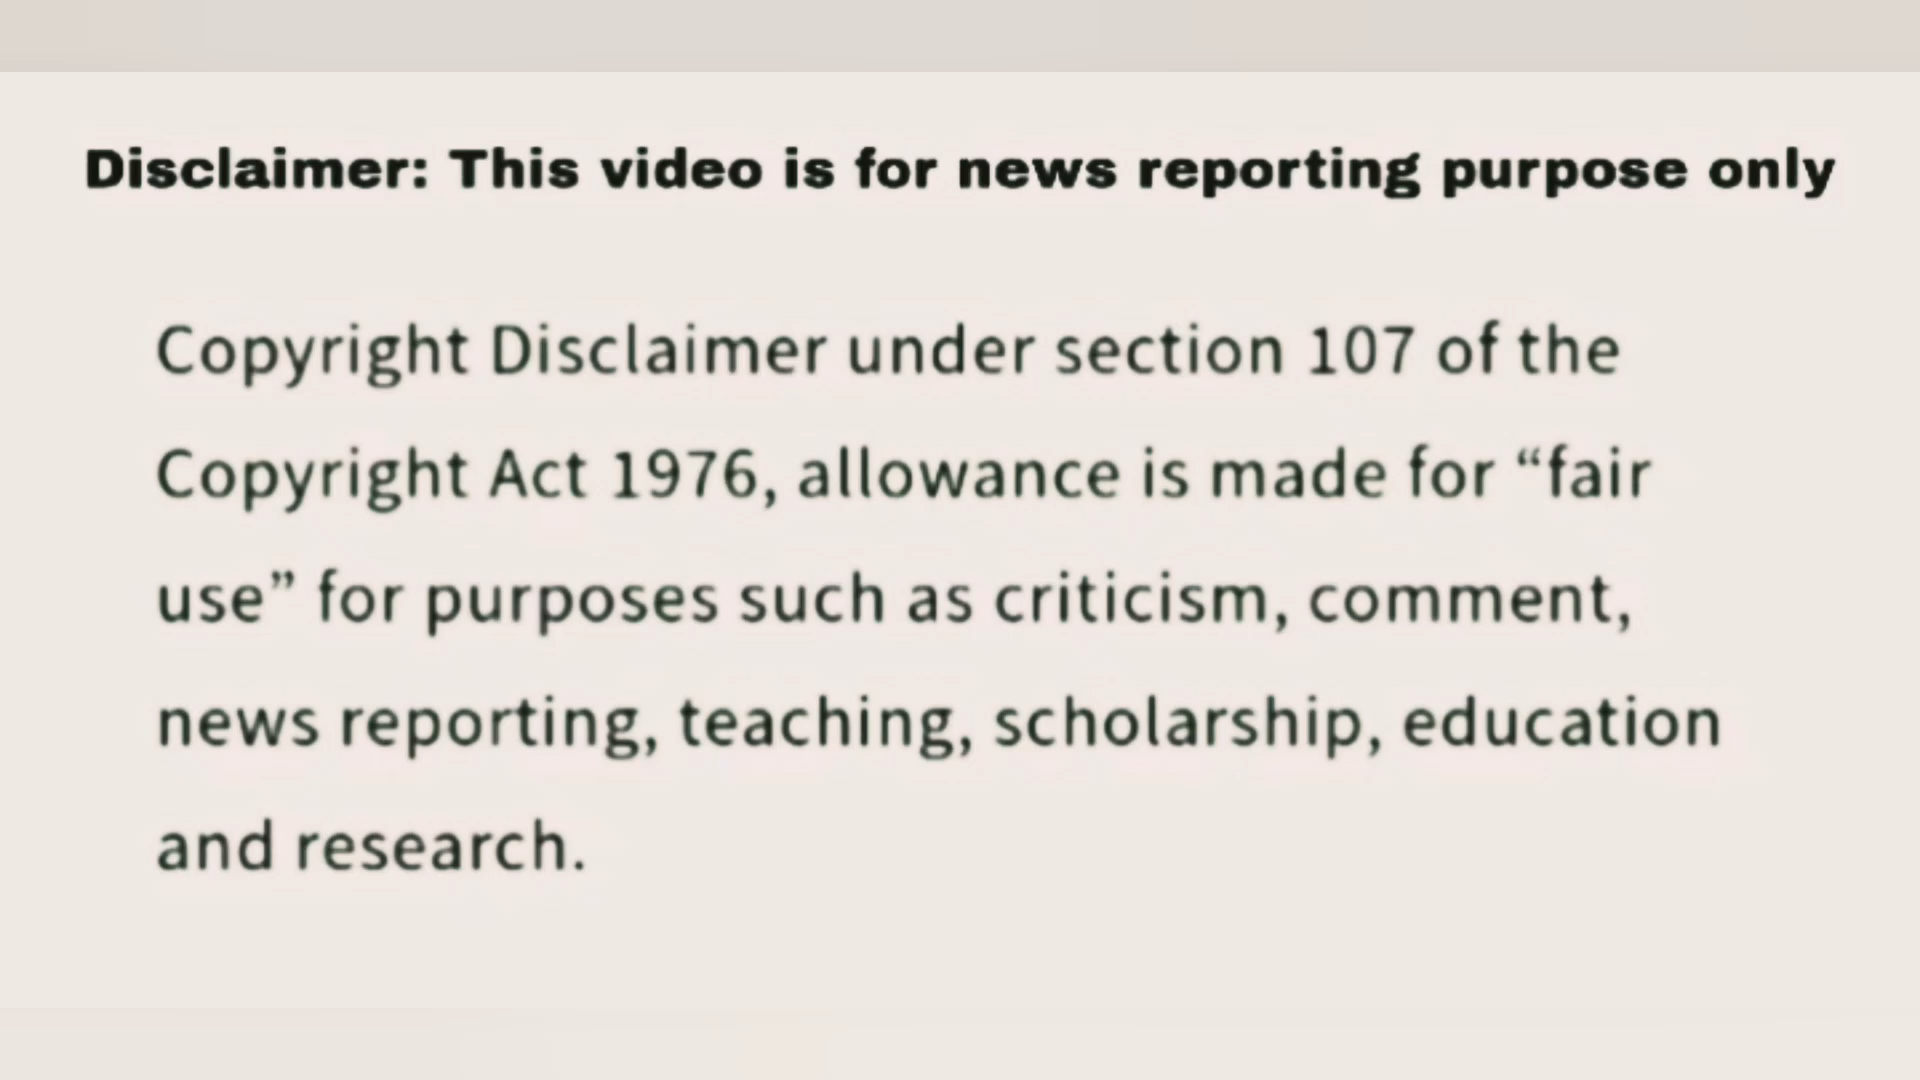 Disclaimer: This video is for news reporting purpose only
Copyright Disclaimer under section 107 of the
Copyright Act 1976, allowance is made for “fair
use” for purposes such as criticism, comment,
news reporting, teaching, scholarship, education
and research.